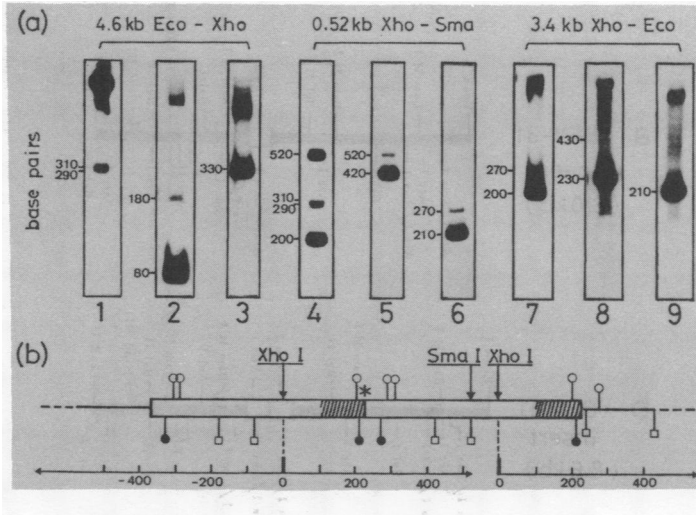 (a)
4.6 kb Eco-Xho
0.52 kb Xho-Sma
3.4 kb Xho-Eco
base pairs
310
290
180
80
330
520
310
290
200
520
420
270
210
270
200
430
230
210
1 2 3 4 5 6 7 8 9
(b)
Xho I
Sma I
Xho I
*
-400 -200 0 200 400 0 200 400